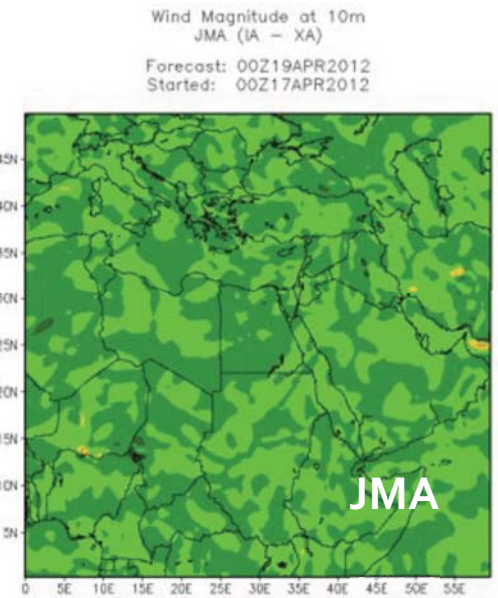 Wind Magnitude at 10m
JMA (IA – XA)
Forecast: 00Z19APR2012
Started: 00Z17APR2012
45N
40N
35N
30N
25N
20N
15N
10N
5N
JMA
0 5E 10E 15E 20E 25E 30E 35E 40E 45E 50E 55E